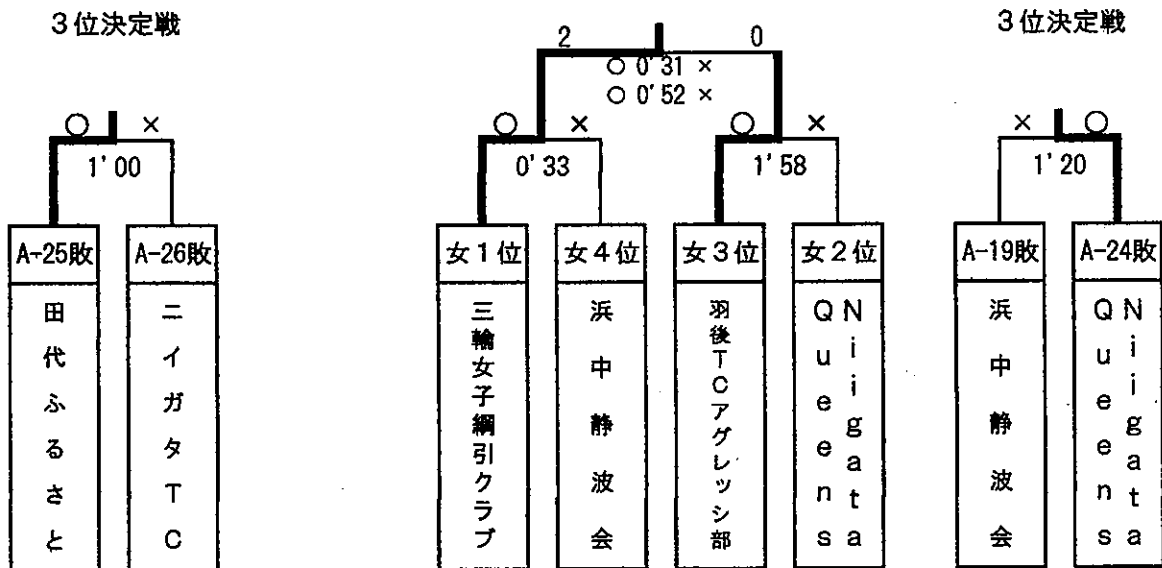 3位決定戦
3位決定戦
2 0
○ 0'31 ×
○ 0'52 ×
○ ×
1'00
○ ×
0'33
○ ×
1'58
× ○
1'20
A-25敗
A-26敗
女1位
女4位
女3位
女2位
A-19敗
A-24敗
田代ふるさと
ニイガタTC
三輪女子綱引クラブ
浜中静波会
羽後TCアグレッシ部
Niigata
Queens
浜中静波会
Niigata
Queens